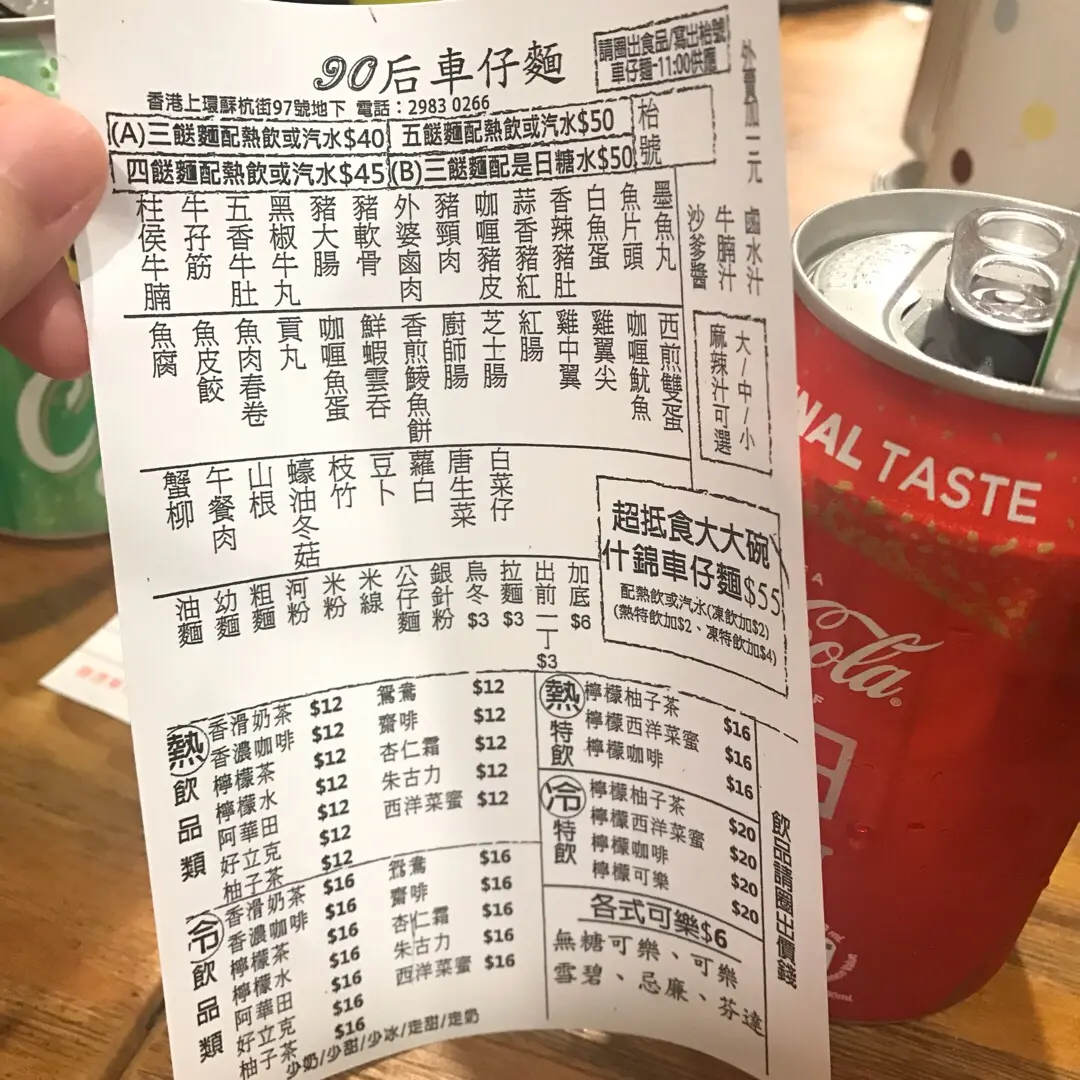 90后車仔麵
請圈出食品/寫出枱號
車仔麵-11:00供應
外賣加一元
香港上環蘇杭街97號地下 電話：2983 0266
(A)三餸麵配熱飲或汽水$40
五餸麵配熱飲或汽水$50
四餸麵配熱飲或汽水$45
(B)三餸麵配是日糖水$50
枱號
柱侯牛腩
牛孖筋
五香牛肚
黑椒牛丸
豬大腸
豬軟骨
外婆鹵肉
豬頸肉
咖喱豬皮
蒜香豬紅
香辣豬肚
白魚蛋
魚片頭
墨魚丸
沙爹醬
牛腩汁
鹵水汁
魚腐
魚皮餃
魚肉春卷
貢丸
咖喱魚蛋
鮮蝦雲吞
香煎鯪魚餅
廚師腸
芝士腸
紅腸
雞中翼
雞翼尖
咖喱魷魚
西煎雙蛋
大/中/小
麻辣汁可選
蟹柳
午餐肉
山根
蠔油冬菇
枝竹
豆卜
蘿白
唐生菜
白菜仔
超抵食大大碗
什錦車仔麵$55
配熱飲或汽水(凍飲加$2)
(熱特飲加$2、凍特飲加$4)
油麵
幼麵
粗麵
河粉
米粉
米線
公仔麵
銀針粉
烏冬$3
拉麵$3
出前一丁$3
加底$6
熱飲品類
香滑奶茶 $12
香濃咖啡 $12
檸檬茶 $12
檸檬水 $12
阿華田 $12
好立克 $12
柚子茶 $12
鴛鴦 $12
齋啡 $12
杏仁霜 $12
朱古力 $12
西洋菜蜜 $12
冷飲品類
香滑奶茶 $16
香濃咖啡 $16
檸檬茶 $16
檸檬水 $16
阿華田 $16
好立克 $16
柚子茶
鴛鴦 $16
齋啡 $16
杏仁霜 $16
朱古力 $16
西洋菜蜜 $16
少奶/少甜/少冰/走甜/走奶
熱特飲
檸檬柚子茶 $16
檸檬西洋菜蜜 $16
檸檬咖啡 $16
冷特飲
檸檬柚子茶 $20
檸檬西洋菜蜜 $20
檸檬咖啡 $20
檸檬可樂 $20
各式可樂$6
無糖可樂、可樂
雪碧、忌廉、芬達
飲品請圈出價錢
NAL TASTE
ola